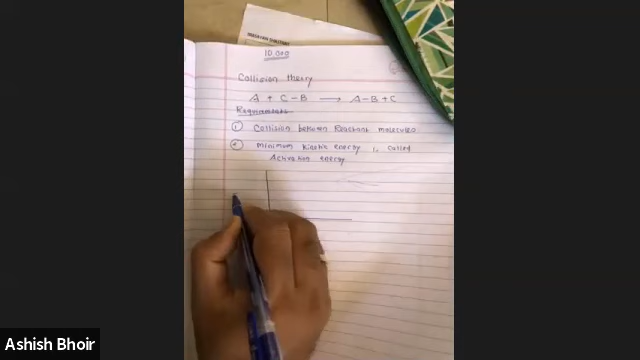 10.000
Collision theory
A + C-B → A-B+C
Requirements
① Collision between Reactant molecules
② Minimum kinetic energy is called
Activation energy
Ashish Bhoir